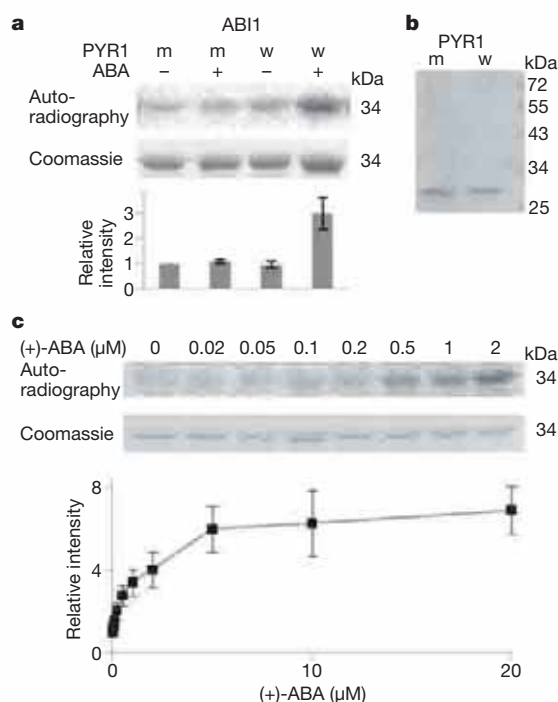 a
ABI1
PYR1 m m w w
ABA – + – +
kDa
Auto-
radiography
34
Coomassie 34
Relative
intensity
3
2
1
0
b
PYR1
m w
kDa
72
55
43
34
25
c
(+)-ABA (µM) 0 0.02 0.05 0.1 0.2 0.5 1 2
kDa
Auto-
radiography
34
Coomassie 34
Relative intensity
8
4
0
0 10 20
(+)-ABA (µM)